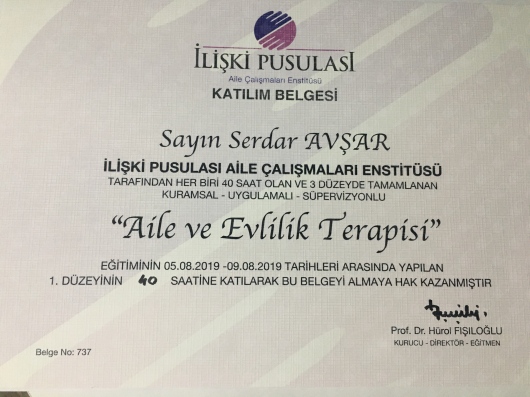 İLİŞKİ PUSULASI
Aile Çalışmaları Enstitüsü
KATILIM BELGESİ
Sayın Serdar AVŞAR
İLİŞKİ PUSULASI AİLE ÇALIŞMALARI ENSTİTÜSÜ
TARAFINDAN HER BİRİ 40 SAAT OLAN VE 3 DÜZEYDE TAMAMLANAN
KURAMSAL - UYGULAMALI - SÜPERVİZYONLU
“Aile ve Evlilik Terapisi”
EĞİTİMİNİN 05.08.2019 -09.08.2019 TARİHLERİ ARASINDA YAPILAN
1. DÜZEYİNİN 40 SAATİNE KATILARAK BU BELGEYİ ALMAYA HAK KAZANMIŞTIR
Prof. Dr. Hürol FIŞILOĞLU
KURUCU - DİREKTÖR - EĞİTMEN
Belge No: 737